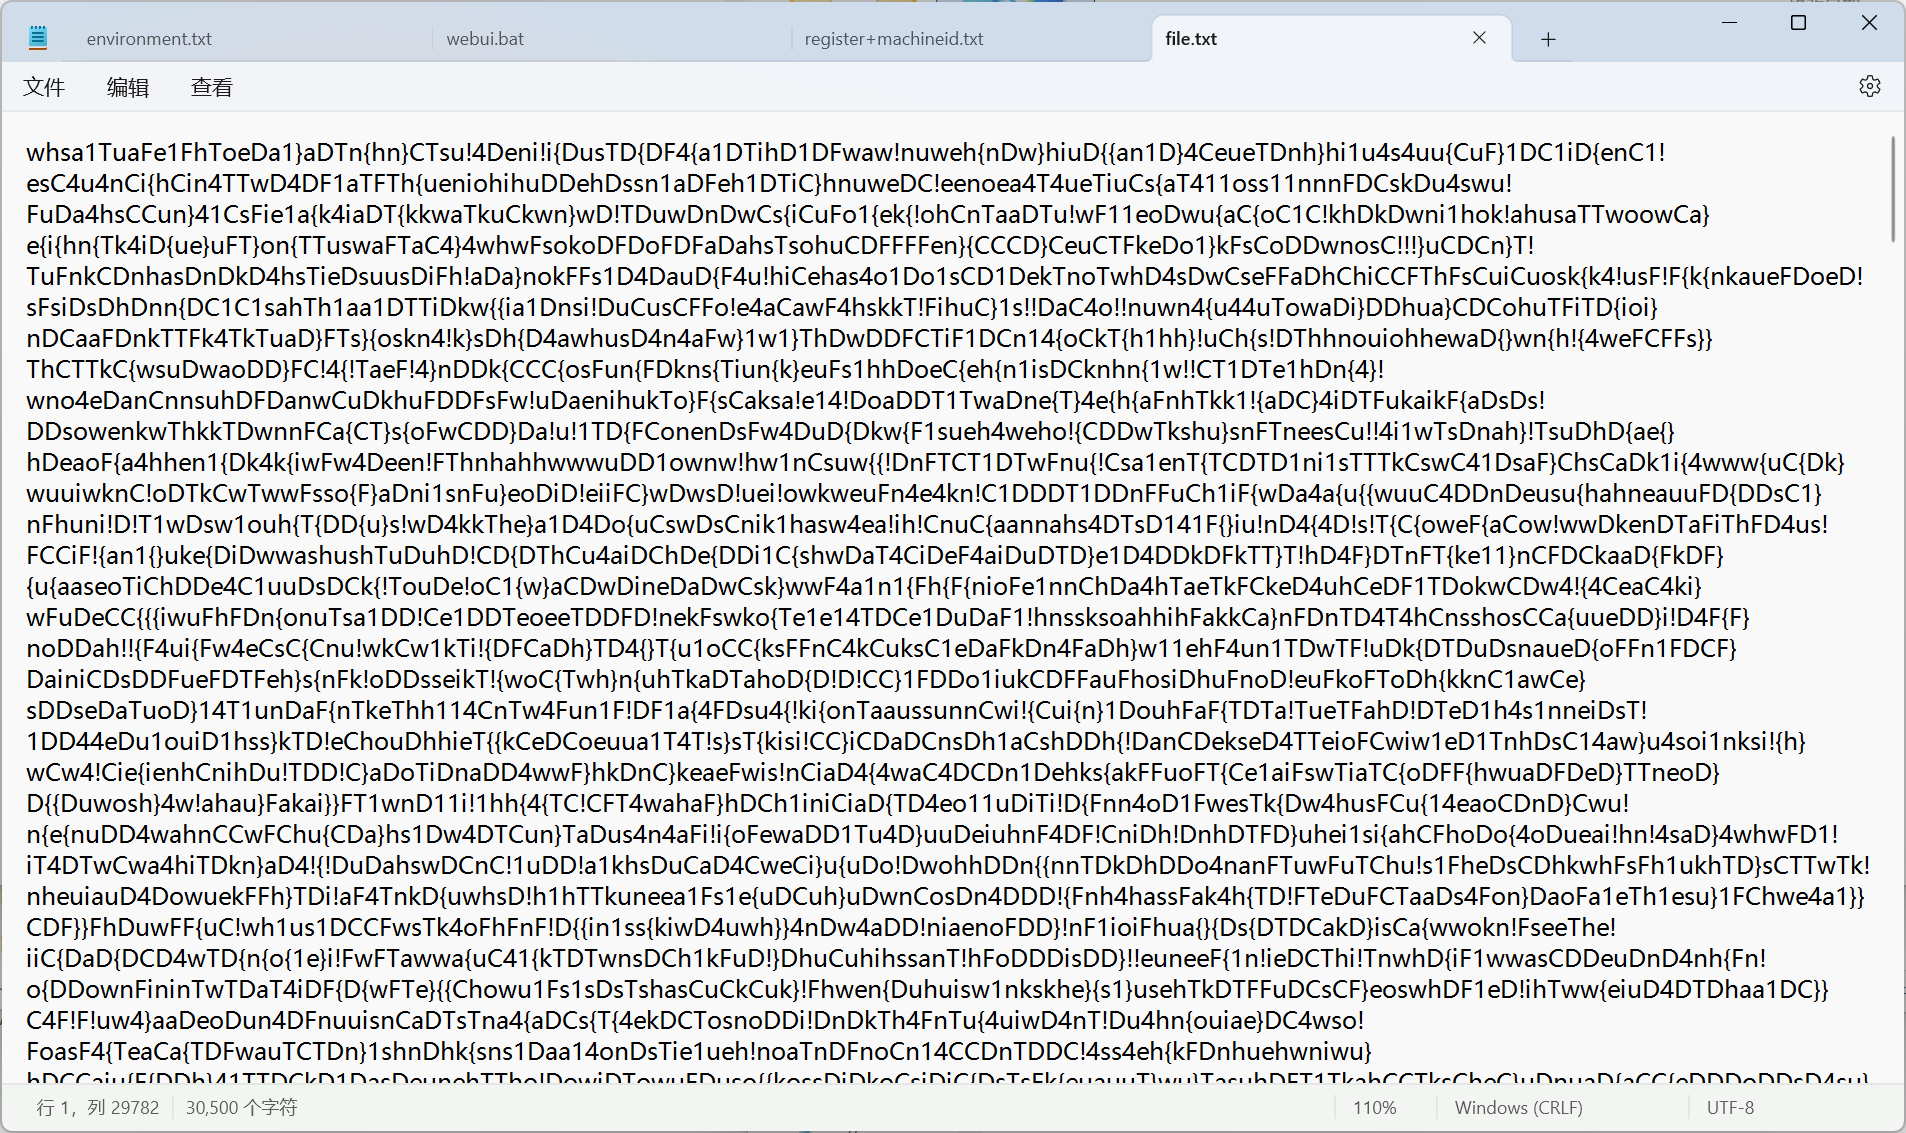 environment.txt
webui.bat
register+machineid.txt
file.txt
文件
编辑
查看
whsa1TuaFe1FhToeDa1}aDTn{hn}CTsu!4Deni!i{DusTD{DF4{a1DTihD1DFwaw!nuweh{nDw}hiuD{{an1D}4CeueTDnh}hi1u4s4uu{CuF}1DC1iD{enC1!
esC4u4nCi{hCin4TTwD4DF1aTFTh{ueniohihuDDehDssn1aDFeh1DTiC}hnuweDC!eenoea4T4ueTiuCs{aT411oss11nnnFDCskDu4swu!
FuDa4hsCCun}41CsFie1a{k4iaDT{kkwaTkuCkwn}wD!TDuwDnDwCs{iCuFo1{ek{!ohCnTaaDTu!wF11eoDwu{aC{oC1C!khDkDwni1hok!ahusaTTwoowCa}
e{i{hn{Tk4iD{ue}uFT}on{TTuswaFTaC4}4whwFsokoDFDoFDFaDahsTsohuCDFFFFen}{CCCD}CeuCTFkeDo1}kFsCoDDwnosC!!!}uCDCn}T!
TuFnkCDnhasDnDkD4hsTieDsuusDiFh!aDa}nokFFs1D4DauD{F4u!hiCehas4o1Do1sCD1DekTnoTwhD4sDwCseFFaDhChiCCFThFsCuiCuosk{k4!usF!F{k{nkaueFDoeD!
sFsiDsDhDnn{DC1C1sahTh1aa1DTTiDkw{{ia1Dnsi!DuCusCFFo!e4aCawF4hskkT!FihuC}1s!!DaC4o!!nuwn4{u44uTowaDi}DDhua}CDCohuTFiTD{ioi}
nDCaaFDnkTTFk4TkTuaD}FTs}{oskn4!k}sDh{D4awhusD4n4aFw}1w1}ThDwDDFCTiF1DCn14{oCkT{h1hh}!uCh{s!DThhnouiohhewaD{}wn{h!{4weFCFFs}}
ThCTTkC{wsuDwaoDD}FC!4{!TaeF!4}nDDk{CCC{osFun{FDkns{Tiun{k}euFs1hhDoeC{eh{n1isDCknhn{1w!!CT1DTe1hDn{4}!
wno4eDanCnnsuhDFDanwCuDkhuFDDFsFw!uDaenihukTo}F{sCaksa!e14!DoaDDT1TwaDne{T}4e{h{aFnhTkk1!{aDC}4iDTFukaikF{aDsDs!
DDsowenkwThkkTDwnnFCa{CT}s{oFwCDD}Da!u!1TD{FConenDsFw4DuD{Dkw{F1sueh4weho!{CDDwTkshu}snFTneesCu!!4i1wTsDnah}!TsuDhD{ae{}
hDeaoF{a4hhen1{Dk4k{iwFw4Deen!FThnhahhwwwuDD1ownw!hw1nCsuw{{!DnFTCT1DTwFnu{!Csa1enT{TCDTD1ni1sTTTkCswC41DsaF}ChsCaDk1i{4www{uC{Dk}
wuuiwknC!oDTkCwTwwFsso{F}aDni1snFu}eoDiD!eiiFC}wDwsD!uei!owkweuFn4e4kn!C1DDDT1DDnFFuCh1iF{wDa4a{u{{wuuC4DDnDeusu{hahneauuFD{DDsC1}
nFhuni!D!T1wDsw1ouh{T{DD{u}s!wD4kkThe}a1D4Do{uCswDsCnik1hasw4ea!ih!CnuC{aannahs4DTsD141F{}iu!nD4{4D!s!T{C{oweF{aCow!wwDkenDTaFiThFD4us!
FCCiF!{an1{}uke{DiDwwashushTuDuhD!CD{DThCu4aiDChDe{DDi1C{shwDaT4CiDeF4aiDuDTD}e1D4DDkDFkTT}T!hD4F}DTnFT{ke11}nCFDCkaaD{FkDF}
{u{aaseoTiChDDe4C1uuDsDCk{!TouDe!oC1{w}aCDwDineDaDwCsk}wwF4a1n1{Fh{F{nioFe1nnChDa4hTaeTkFCkeD4uhCeDF1TDokwCDw4!{4CeaC4ki}
wFuDeCC{{{iwuFhFDn{onuTsa1DD!Ce1DDTeoeeTDDFD!nekFswko{Te1e14TDCe1DuDaF1!hnssksoahhihFakkCa}nFDnTD4T4hCnsshosCCa{uueDD}i!D4F{F}
noDDah!!{F4ui{Fw4eCsC{Cnu!wkCw1kTi!{DFCaDh}TD4{}T{u1oCC{ksFFnC4kCuksC1eDaFkDn4FaDh}w11ehF4un1TDwTF!uDk{DTDuDsnaueD{oFFn1FDCF}
DainiCDsDDFueFDTFeh}s{nFk!oDDsseikT!{woC{Twh}n{uhTkaDTahoD{D!D!CC}1FDDo1iukCDFFauFhosiDhuFnoD!euFkoFToDh{kknC1awCe}
sDDseDaTuoD}14T1unDaF{nTkeThh114CnTw4Fun1F!DF1a{4FDsu4{!ki{onTaaussunnCwi!{Cui{n}1DouhFaF{TDTa!TueTFahD!DTeD1h4s1nneiDsT!
1DD44eDu1ouiD1hss}kTD!eChouDhhieT{{kCeDCoeuua1T4T!s}sT{kisi!CC}iCDaDCnsDh1aCshDDh{!DanCDekseD4TTeioFCwiw1eD1TnhDsC14aw}u4soi1nksi!{h}
wCw4!Cie{ienhCnihDu!TDD!C}aDoTiDnaDD4wwF}hkDnC}keaeFwis!nCiaD4{4waC4DCDn1Dehks{akFFuoFT{Ce1aiFswTiaTC{oDFF{hwuaDFDeD}TTneoD}
D{{Duwosh}4w!ahau}Fakai}}FT1wnD11i!1hh{4{TC!CFT4wahaF}hDCh1iniCiaD{TD4eo11uDiTi!D{Fnn4oD1FwesTk{Dw4husFCu{14eaoCDnD}Cwu!
n{e{nuDD4wahnCCwFChu{CDa}hs1Dw4DTCun}TaDus4n4aFi!i{oFewaDD1Tu4D}uuDeiuhnF4DF!CniDh!DnhDTFD}uhei1si{ahCFhoDo{4oDueai!hn!4saD}4whwFD1!
iT4DTwCwa4hiTDkn}aD4!{!DuDahswDCnC!1uDD!a1khsDuCaD4CweCi}u{uDo!DwohhDDn{{nnTDkDhDDo4nanFTuwFuTChu!s1FheDsCDhkwhFsFh1ukhTD}sCTTwTk!
nheuiauD4DowuekFFh}TDi!aF4TnkD{uwhsD!h1hTTkuneea1Fs1e{uDCuh}uDwnCosDn4DDD!{Fnh4hassFak4h{TD!FTeDuFCTaaDs4Fon}DaoFa1eTh1esu}1FChwe4a1}}
CDF}}FhDuwFF{uC!wh1us1DCCFwsTk4oFhFnF!D{{in1ss{kiwD4uwh}}4nDw4aDD!niaenoFDD}!nF1ioiFhua{}{Ds{DTDCakD}isCa{wwokn!FseeThe!
iiC{DaD{DCD4wTD{n{o{1e}i!FwFTawwa{uC41{kTDTwnsDCh1kFuD!}DhuCuhihssanT!hFoDDDisDD}!!euneeF{1n!ieDCThi!TnwhD{iF1wwasCDDeuDnD4nh{Fn!
o{DDownFininTwTDaT4iDF{D{wFTe}{{Chowu1Fs1sDsTshasCuCkCuk}!Fhwen{Duhuisw1nkskhe}{s1}usehTkDTFFuDCsCF}eoswhDF1eD!ihTww{eiuD4DTDhaa1DC}}
C4F!F!uw4}aaDeoDun4DFnuuisnCaDTsTna4{aDCs{T{4ekDCTosnoDDi!DnDkTh4FnTu{4uiwD4nT!Du4hn{ouiae}DC4wso!
FoasF4{TeaCa{TDFwauTCTDn}1shnDhk{sns1Daa14onDsTie1ueh!noaTnDFnoCn14CCDnTDDC!4ss4eh{kFDnhuehwniwu}
行 1，列 29782
30,500 个字符
110%
Windows (CRLF)
UTF-8